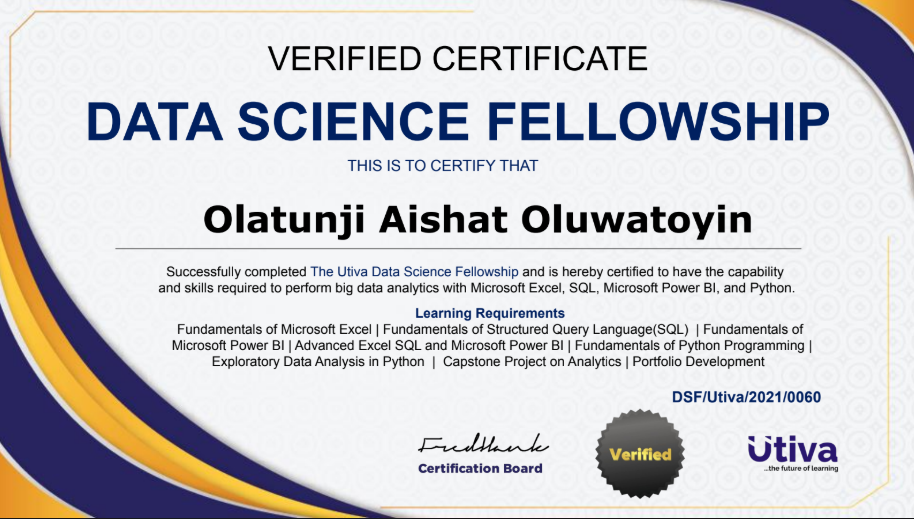 VERIFIED CERTIFICATE
DATA SCIENCE FELLOWSHIP
THIS IS TO CERTIFY THAT
Olatunji Aishat Oluwatoyin
Successfully completed The Utiva Data Science Fellowship and is hereby certified to have the capability
and skills required to perform big data analytics with Microsoft Excel, SQL, Microsoft Power BI, and Python.
Learning Requirements
Fundamentals of Microsoft Excel | Fundamentals of Structured Query Language(SQL) | Fundamentals of
Microsoft Power BI | Advanced Excel SQL and Microsoft Power BI | Fundamentals of Python Programming |
Exploratory Data Analysis in Python | Capstone Project on Analytics | Portfolio Development
DSF/Utiva/2021/0060
Certification Board
Verified
Utiva
...the future of learning